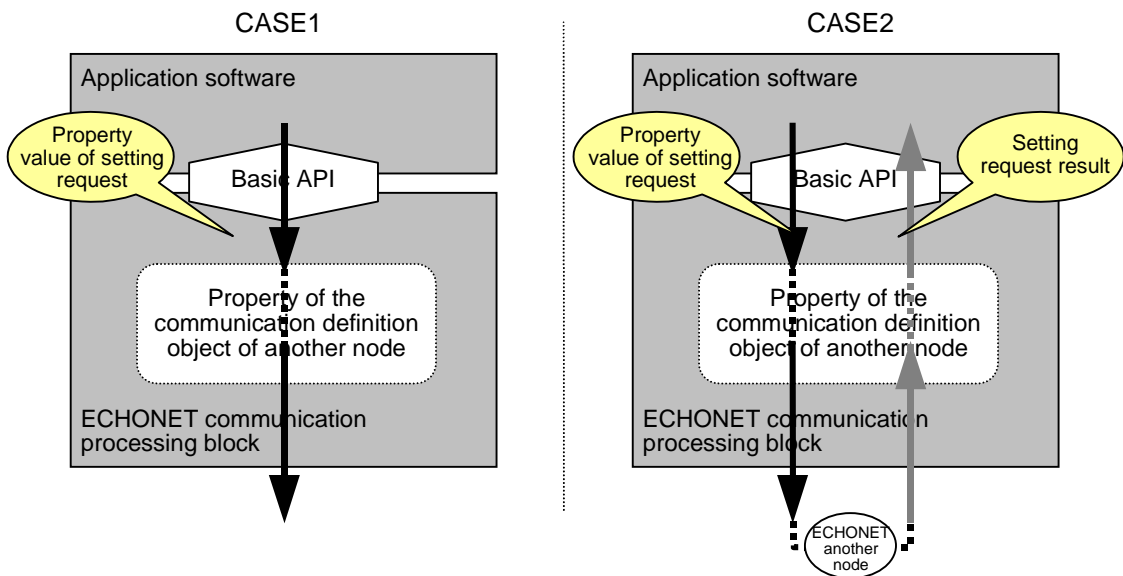 CASE1
Application software
Property
value of setting
request
Basic API
Property of the
communication definition
object of another node
ECHONET communication
processing block
CASE2
Application software
Property
value of setting
request
Basic API
Setting
request result
Property of the
communication definition
object of another node
ECHONET communication
processing block
ECHONET
another
node